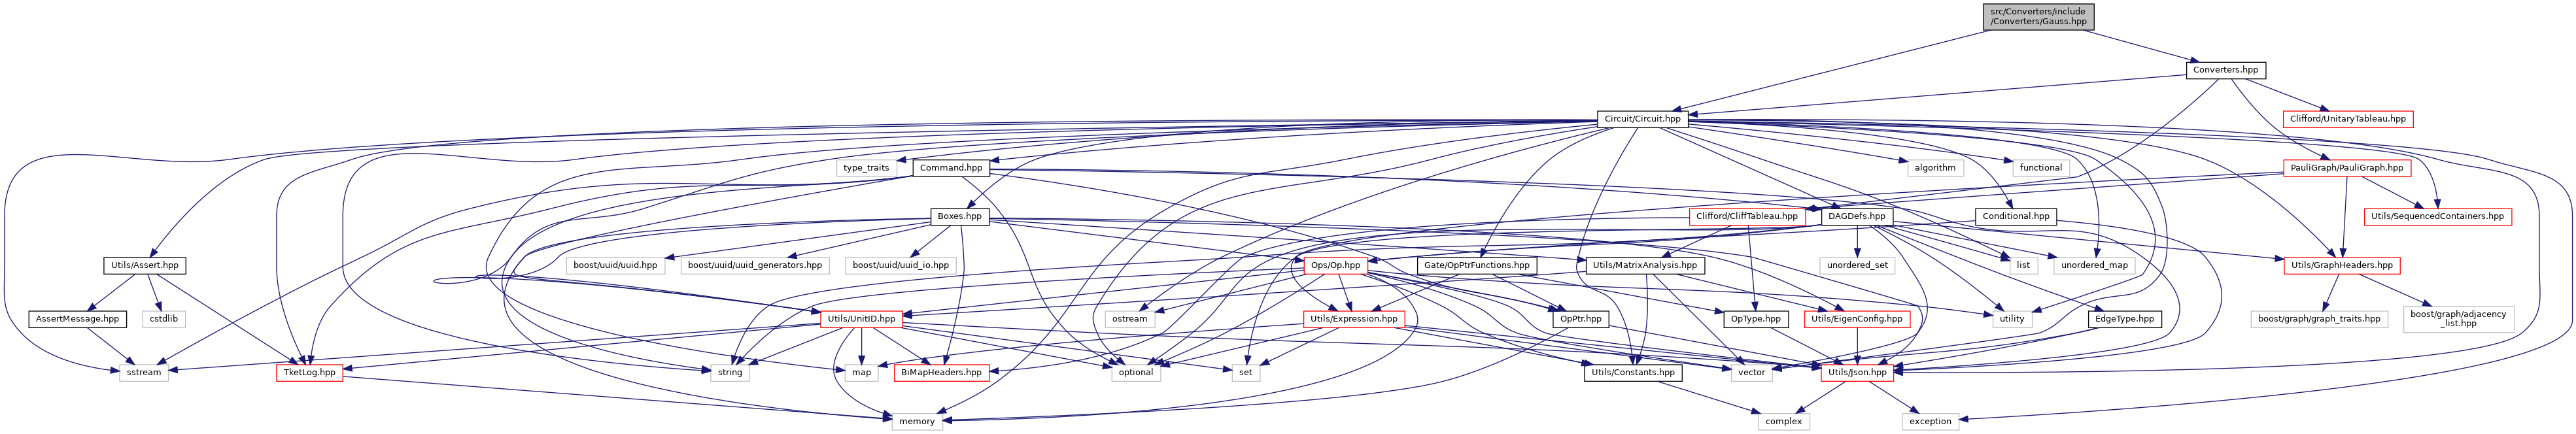 src/Converters/include
/Converters/Gauss.hpp
Converters.hpp
Circuit/Circuit.hpp
Clifford/UnitaryTableau.hpp
type_traits
Command.hpp
algorithm
functional
PauliGraph/PauliGraph.hpp
Boxes.hpp
Clifford/CliffTableau.hpp
DAGDefs.hpp
Conditional.hpp
Utils/SequencedContainers.hpp
Utils/Assert.hpp
boost/uuid/uuid.hpp
boost/uuid/uuid_generators.hpp
boost/uuid/uuid_io.hpp
Ops/Op.hpp
Gate/OpPtrFunctions.hpp
Utils/MatrixAnalysis.hpp
unordered_set
list
unordered_map
Utils/GraphHeaders.hpp
AssertMessage.hpp
cstdlib
Utils/UnitID.hpp
ostream
Utils/Expression.hpp
OpPtr.hpp
OpType.hpp
Utils/EigenConfig.hpp
utility
EdgeType.hpp
boost/graph/graph_traits.hpp
boost/graph/adjacency
_list.hpp
sstream
TketLog.hpp
string
map
BiMapHeaders.hpp
optional
set
Utils/Constants.hpp
vector
Utils/Json.hpp
memory
complex
exception